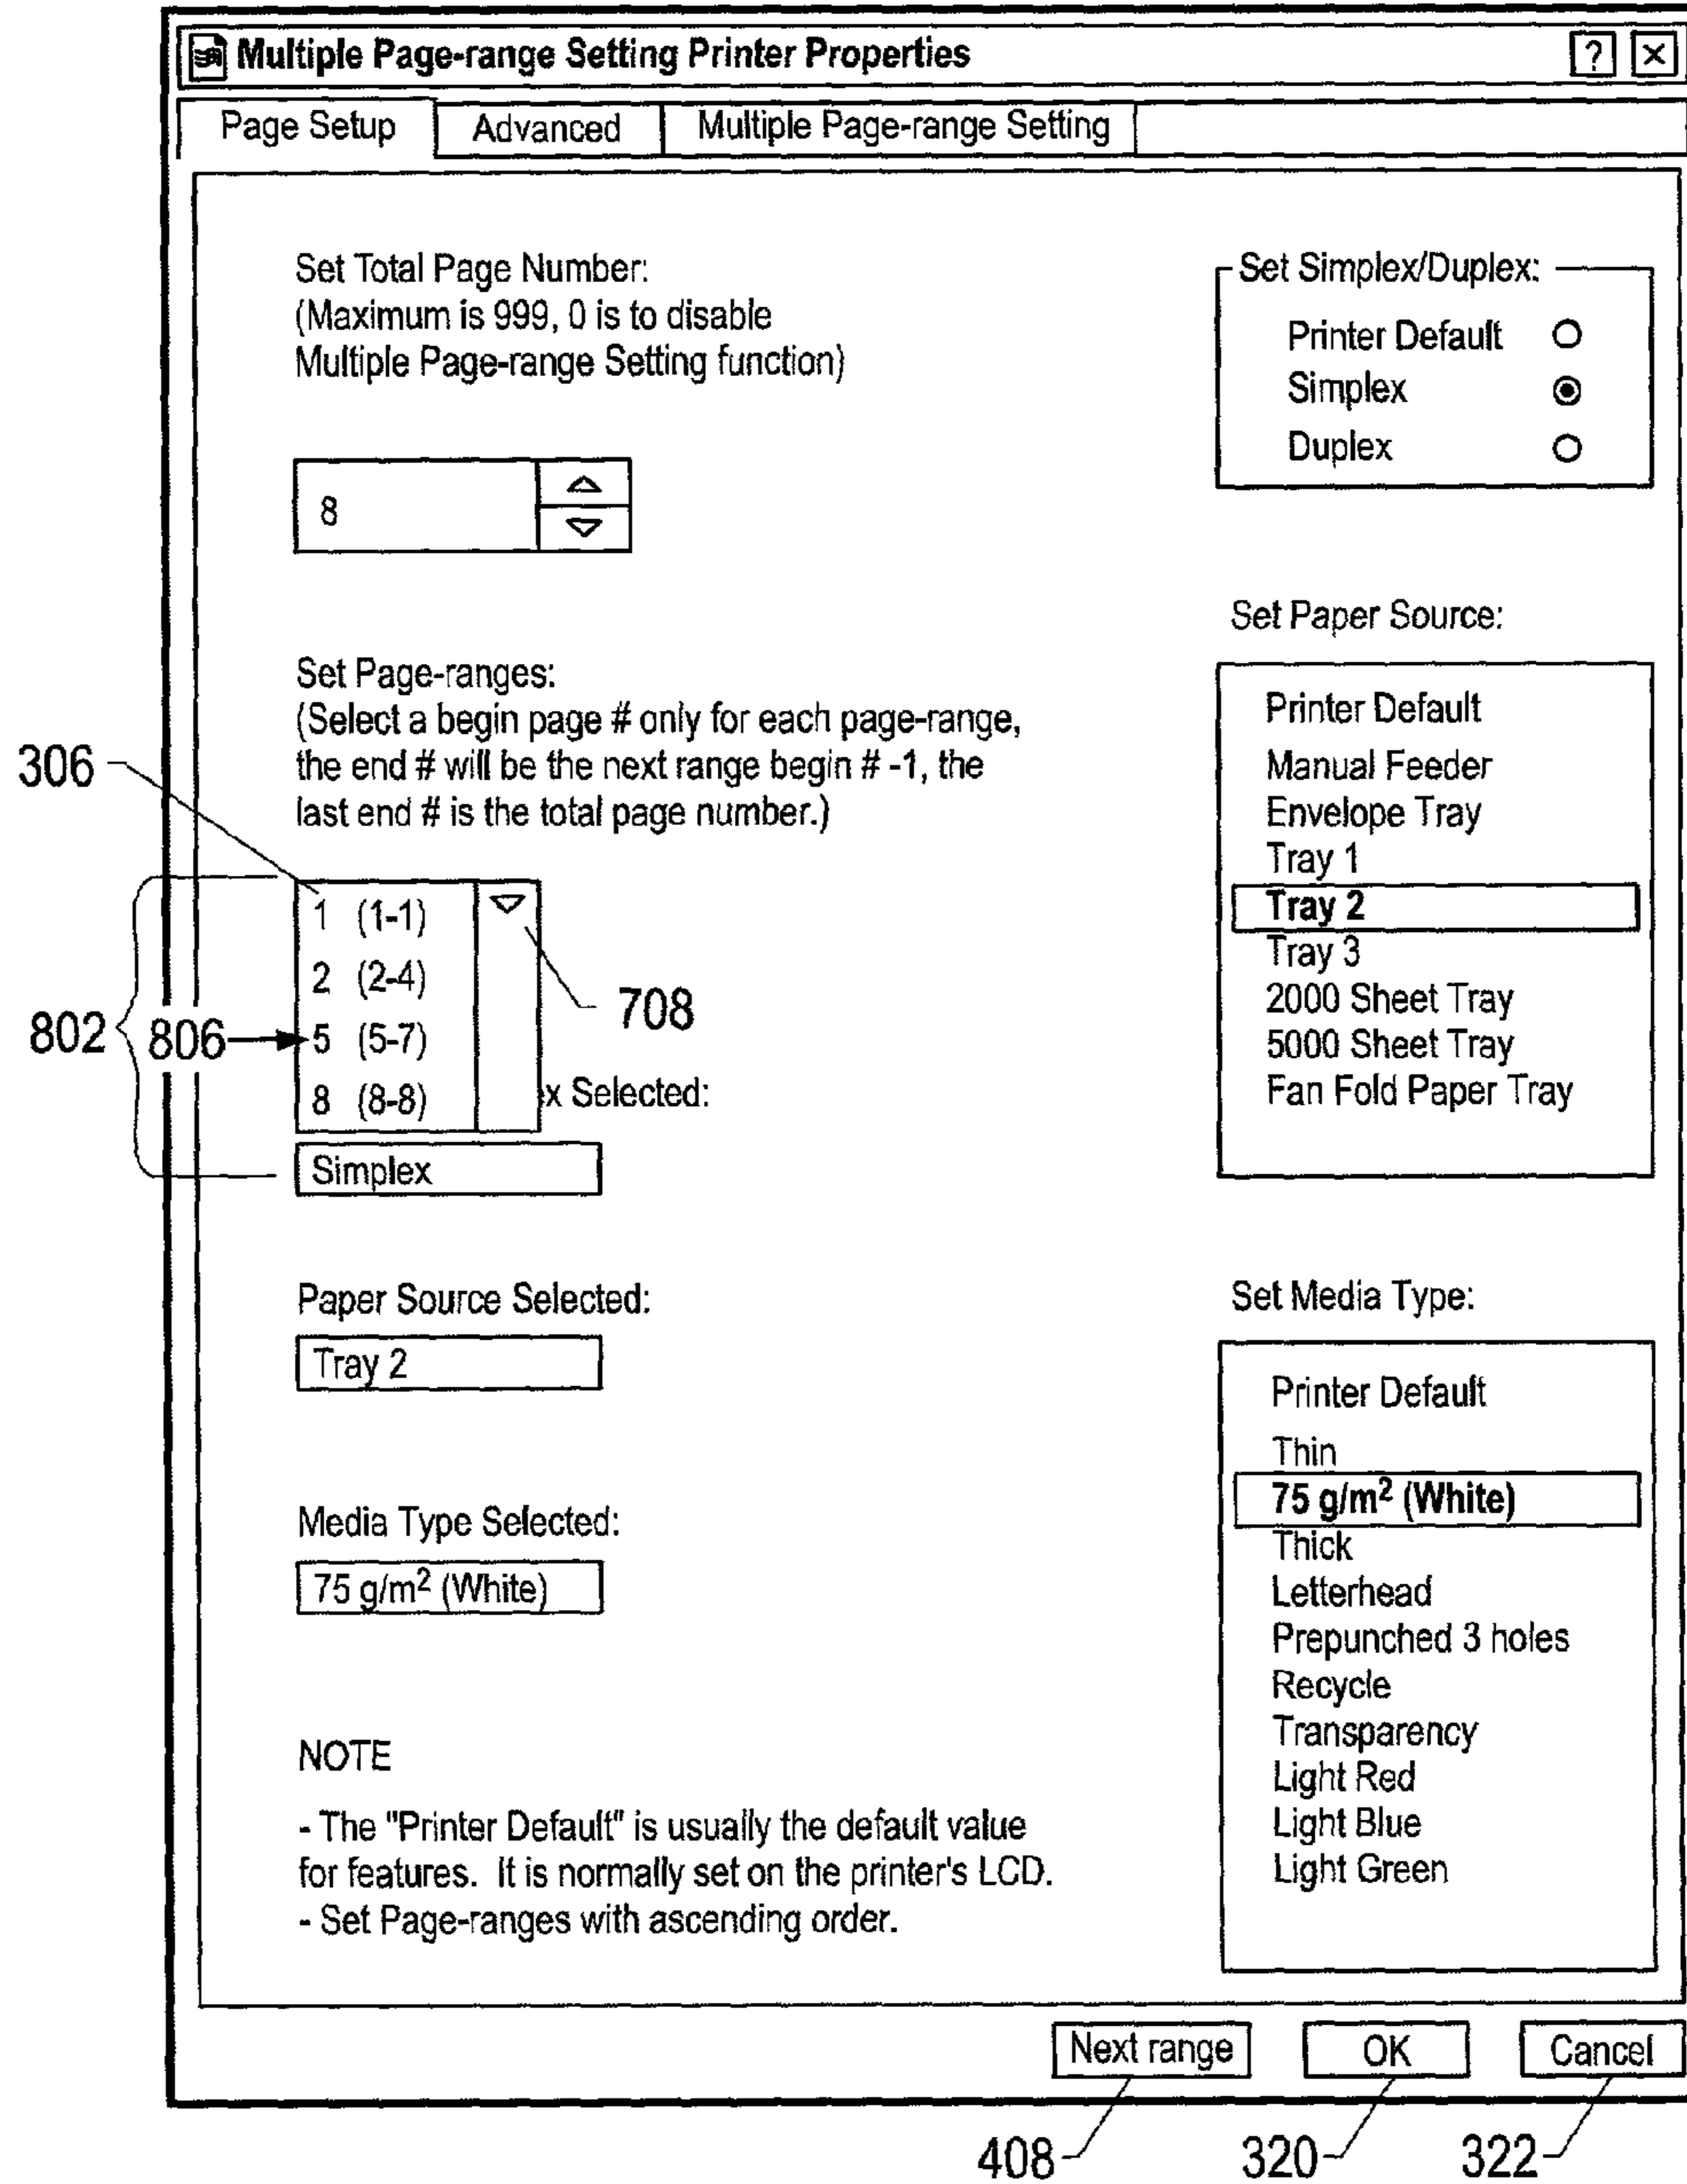 Multiple Page-range Setting Printer Properties ? ×
Page Setup Advanced Multiple Page-range Setting
Set Total Page Number:
(Maximum is 999, 0 is to disable
Multiple Page-range Setting function)
8
Set Simplex/Duplex:
Printer Default
Simplex
Duplex
Set Page-ranges:
(Select a begin page # only for each page-range,
the end # will be the next range begin # -1, the
last end # is the total page number.)
306
1 (1-1)
2 (2-4)
5 (5-7)
8 (8-8)
708
802
806
x Selected:
Simplex
Set Paper Source:
Printer Default
Manual Feeder
Envelope Tray
Tray 1
Tray 2
Tray 3
2000 Sheet Tray
5000 Sheet Tray
Fan Fold Paper Tray
Paper Source Selected:
Tray 2
Media Type Selected:
75 g/m² (White)
Set Media Type:
Printer Default
Thin
75 g/m² (White)
Thick
Letterhead
Prepunched 3 holes
Recycle
Transparency
Light Red
Light Blue
Light Green
NOTE
- The "Printer Default" is usually the default value
for features. It is normally set on the printer's LCD.
- Set Page-ranges with ascending order.
Next range OK Cancel
408 320 322